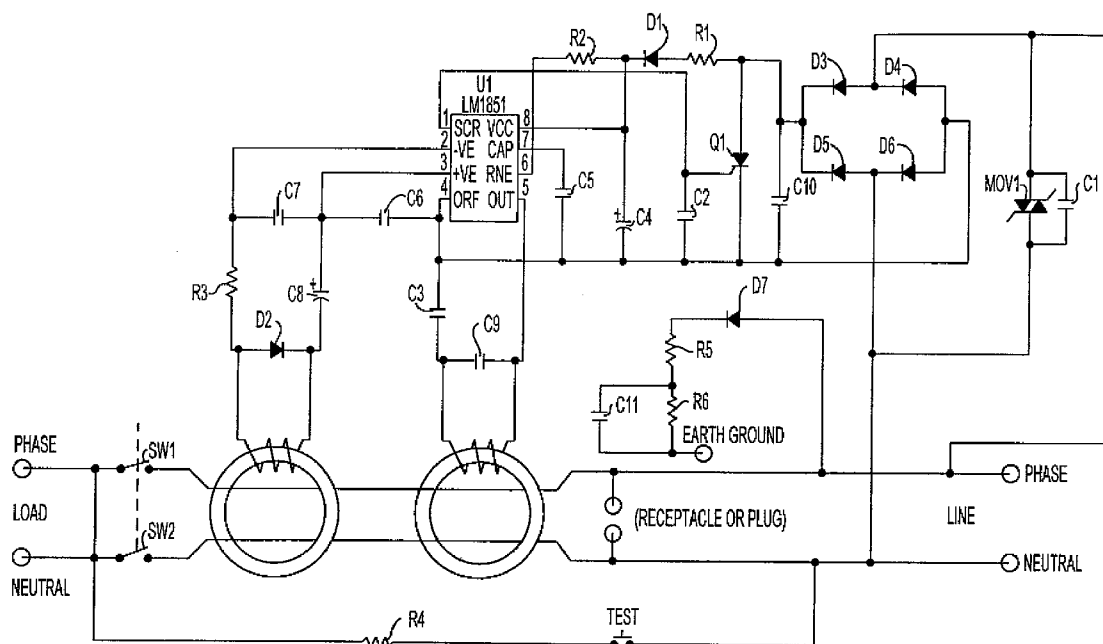 D1
R2
R1
U1
LM1851
D3
D4
1 SCR VCC 8
2 -VE CAP 7
3 +VE RNE 6
4 ORF OUT 5
Q1
D5
D6
C7
C6
C5
C4
C2
C10
MOV1
C1
R3
C8
C3
D7
D2
C9
R5
C11
R6
EARTH GROUND
PHASE
SW1
PHASE
LOAD
(RECEPTACLE OR PLUG)
LINE
SW2
NEUTRAL
NEUTRAL
R4
TEST